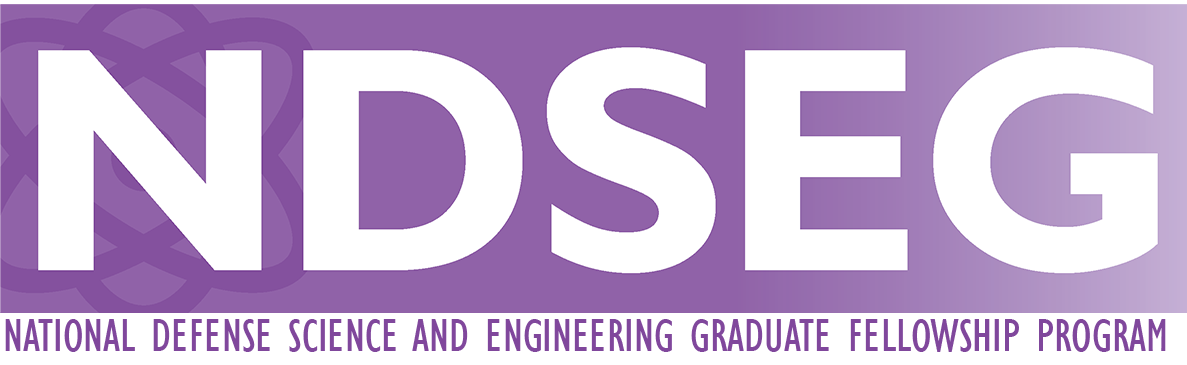 NDSEG
NATIONAL DEFENSE SCIENCE AND ENGINEERING GRADUATE FELLOWSHIP PROGRAM